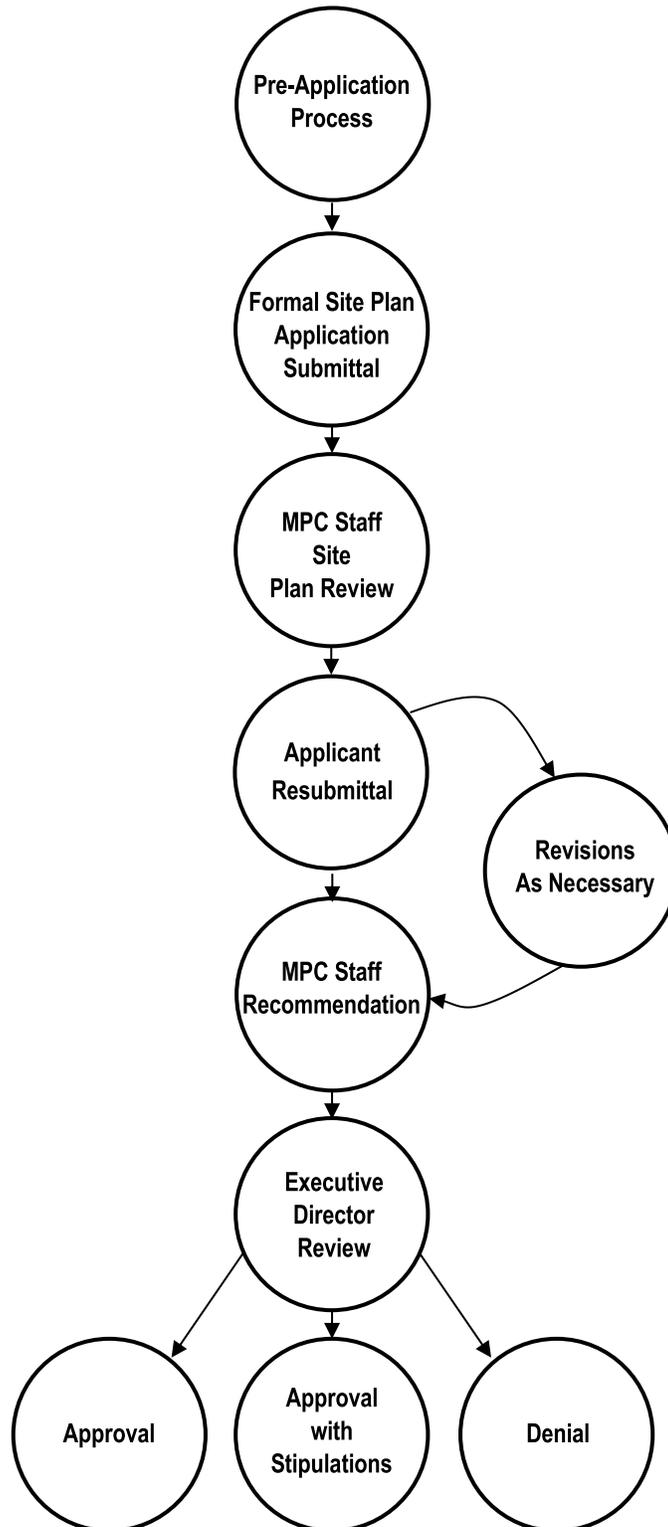 Pre-Application
Process
Formal Site Plan
Application
Submittal
MPC Staff
Site
Plan Review
Applicant
Resubmittal
Revisions
As Necessary
MPC Staff
Recommendation
Executive
Director
Review
Approval
Approval
with
Stipulations
Denial